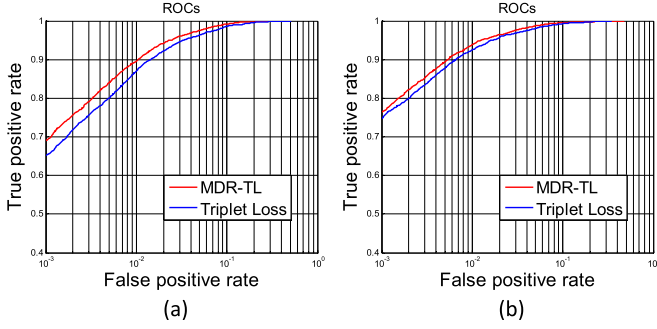 ROCs
1
0.9
0.8
0.7
0.6
0.5
0.4
True positive rate
MDR-TL
Triplet Loss
10⁻³
10⁻²
10⁻¹
10⁰
False positive rate
(a)
ROCs
1
0.9
0.8
0.7
0.6
0.5
0.4
True positive rate
MDR-TL
Triplet Loss
10⁻³
10⁻²
10⁻¹
False positive rate
(b)